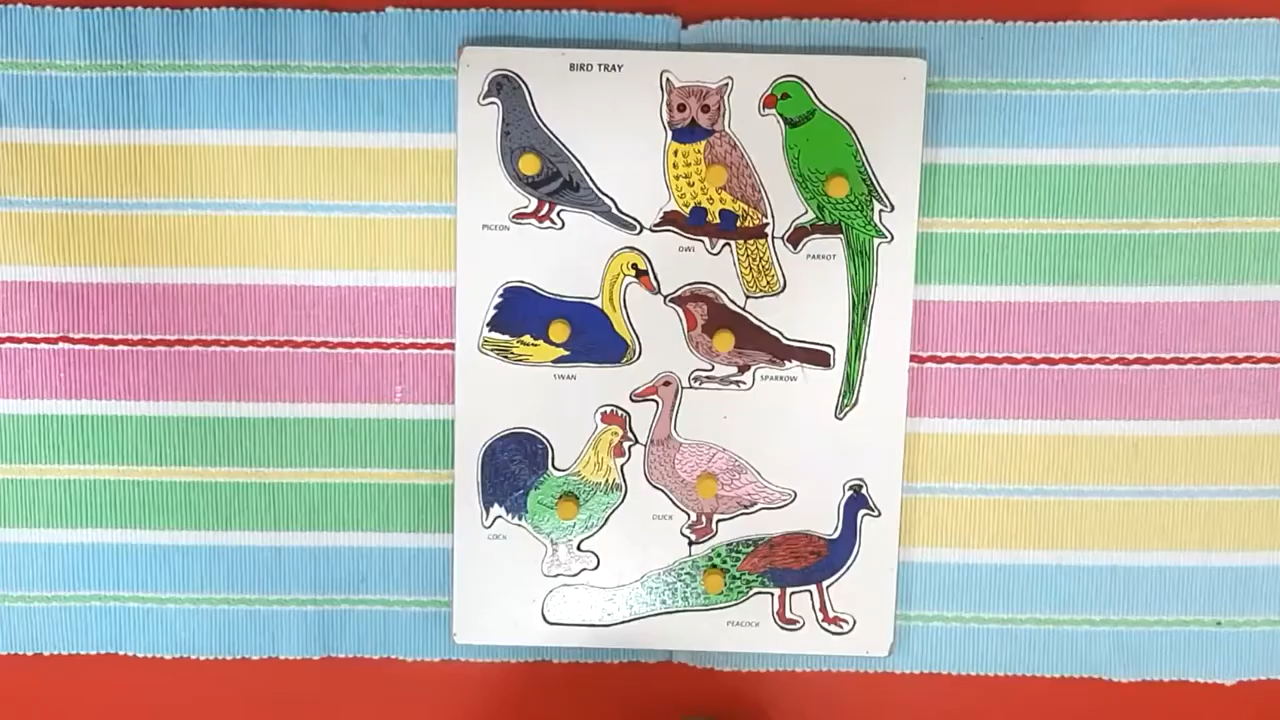 BIRD TRAY
PIGEON
OWL
PARROT
SWAN
SPARROW
COCK
DUCK
PEACOCK